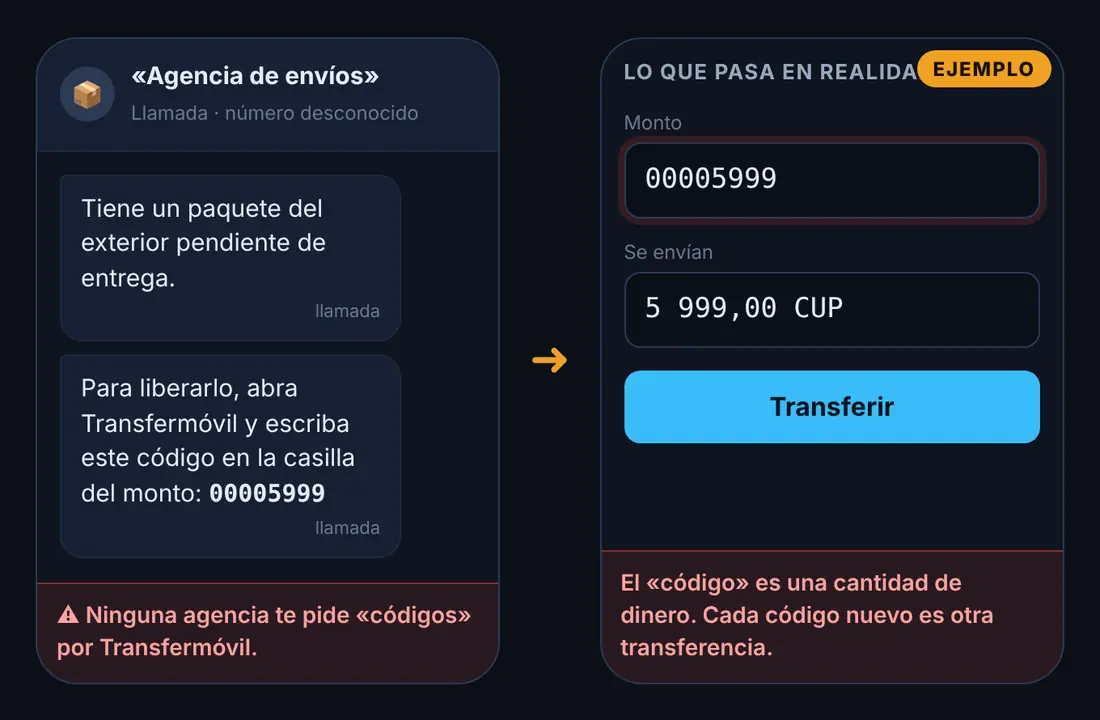 «Agencia de envíos»
Llamada · número desconocido
Tiene un paquete del
exterior pendiente de
entrega.
llamada
Para liberarlo, abra
Transfermóvil y escriba
este código en la casilla
del monto: 00005999
llamada
⚠ Ninguna agencia te pide «códigos»
por Transfermóvil.
➜
LO QUE PASA EN REALIDA
EJEMPLO
Monto
00005999
Se envían
5 999,00 CUP
Transferir
El «código» es una cantidad de
dinero. Cada código nuevo es otra
transferencia.